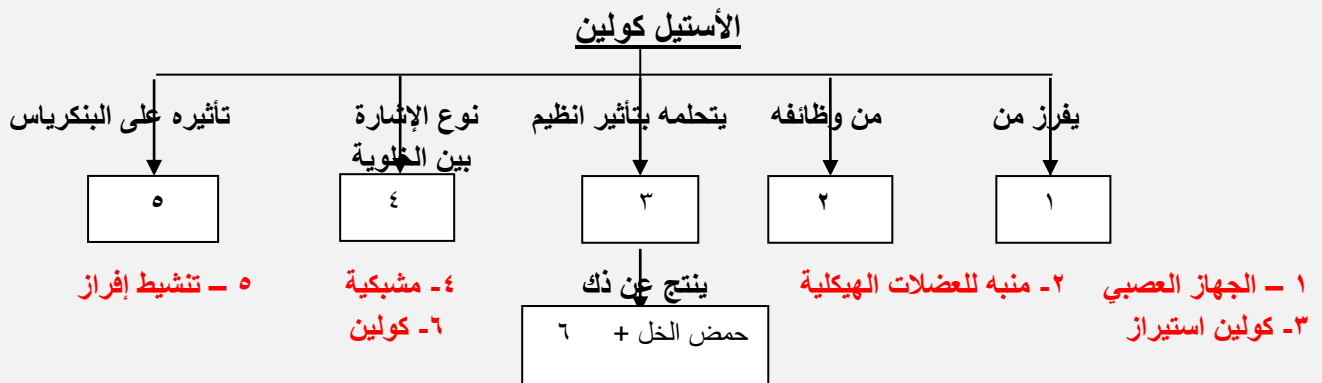 الأستيل كولين
يفرز من
من وظائفه
يتحلمه بتأثير انظيم
نوع الإشارة
بين الخلوية
تأثيره على البنكرياس
١
٢
٣
٤
٥
١ – الجهاز العصبي ٢- منبه للعضلات الهيكلية
ينتج عن ذك
٤- مشبكية ٥ – تنشيط إفراز
٣- كولين استيراز
٦- كولين
حمض الخل + ٦